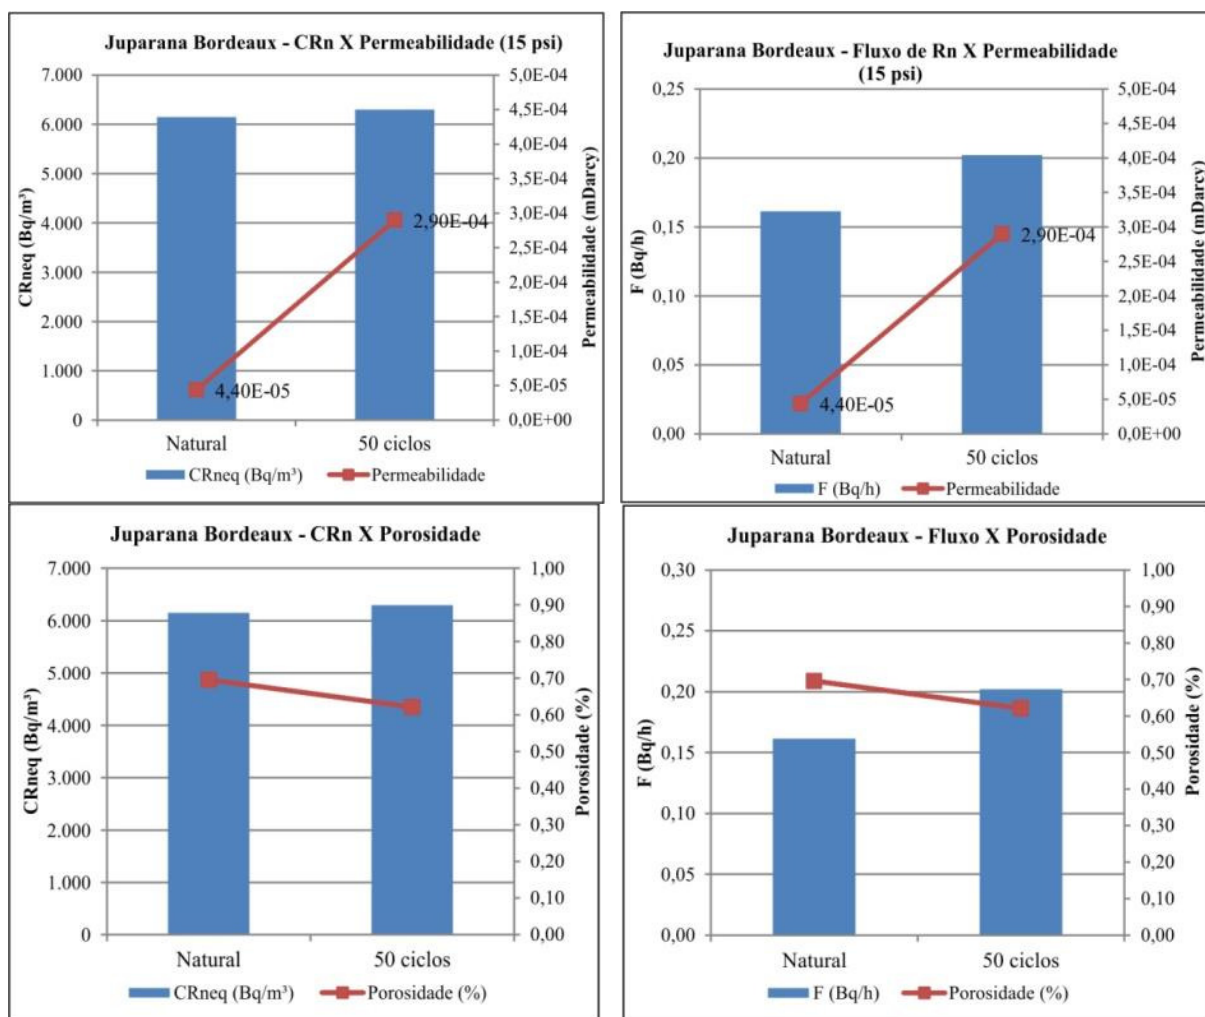 Juparana Bordeaux - CRn X Permeabilidade (15 psi)
7.000
6.000
5.000
4.000
3.000
2.000
1.000
0
CRneq (Bq/m³)
5,0E-04
4,5E-04
4,0E-04
3,5E-04
3,0E-04
2,5E-04
2,0E-04
1,5E-04
1,0E-04
5,0E-05
0,0E+00
Permeabilidade (mDarcy)
2,90E-04
4,40E-05
Natural
50 ciclos
CRneq (Bq/m³)
Permeabilidade
Juparana Bordeaux - Fluxo de Rn X Permeabilidade
(15 psi)
0,25
0,20
0,15
0,10
0,05
0,00
F (Bq/h)
5,0E-04
4,5E-04
4,0E-04
3,5E-04
3,0E-04
2,5E-04
2,0E-04
1,5E-04
1,0E-04
5,0E-05
0,0E+00
Permeabilidade (mDarcy)
2,90E-04
4,40E-05
Natural
50 ciclos
F (Bq/h)
Permeabilidade
Juparana Bordeaux - CRn X Porosidade
7.000
6.000
5.000
4.000
3.000
2.000
1.000
0
CRneq (Bq/m³)
1,00
0,90
0,80
0,70
0,60
0,50
0,40
0,30
0,20
0,10
0,00
Porosidade (%)
Natural
50 ciclos
CRneq (Bq/m³)
Porosidade (%)
Juparana Bordeaux - Fluxo X Porosidade
0,30
0,25
0,20
0,15
0,10
0,05
0,00
F (Bq/h)
1,00
0,90
0,80
0,70
0,60
0,50
0,40
0,30
0,20
0,10
0,00
Porosidade (%)
Natural
50 ciclos
F (Bq/h)
Porosidade (%)